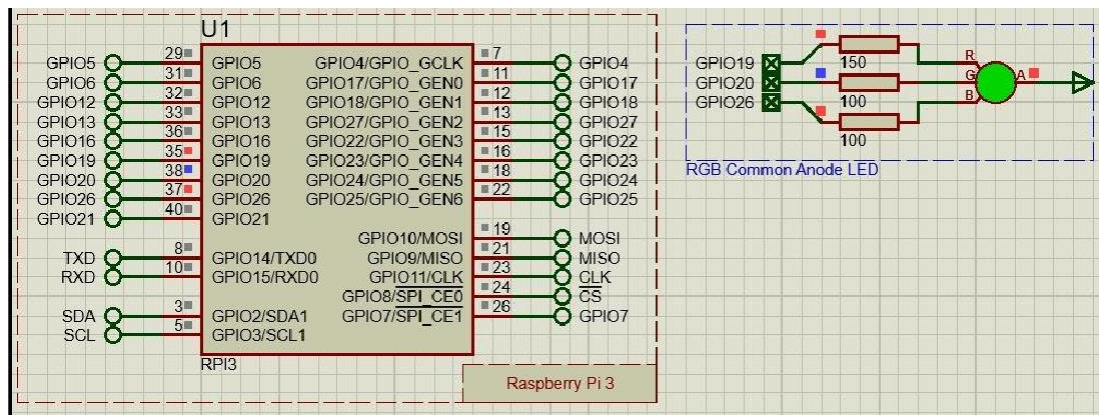 U1
GPIO5 29 GPIO5 GPIO4/GPIO_GCLK 7 GPIO4
GPIO6 31 GPIO6 GPIO17/GPIO_GEN0 11 GPIO17
GPIO12 32 GPIO12 GPIO18/GPIO_GEN1 12 GPIO18
GPIO13 33 GPIO13 GPIO27/GPIO_GEN2 13 GPIO27
GPIO16 36 GPIO16 GPIO22/GPIO_GEN3 15 GPIO22
GPIO19 35 GPIO19 GPIO23/GPIO_GEN4 16 GPIO23
GPIO20 38 GPIO20 GPIO24/GPIO_GEN5 18 GPIO24
GPIO26 37 GPIO26 GPIO25/GPIO_GEN6 22 GPIO25
GPIO21 40 GPIO21
GPIO10/MOSI 19 MOSI
TXD 8 GPIO14/TXD0 GPIO9/MISO 21 MISO
RXD 10 GPIO15/RXD0 GPIO11/CLK 23 CLK
GPIO8/SPI_CE0 24 CS
SDA 3 GPIO2/SDA1 GPIO7/SPI_CE1 26 GPIO7
SCL 5 GPIO3/SCL1
RPI3
Raspberry Pi 3
GPIO19 150 R
GPIO20 100 G A
GPIO26 100 B
RGB Common Anode LED